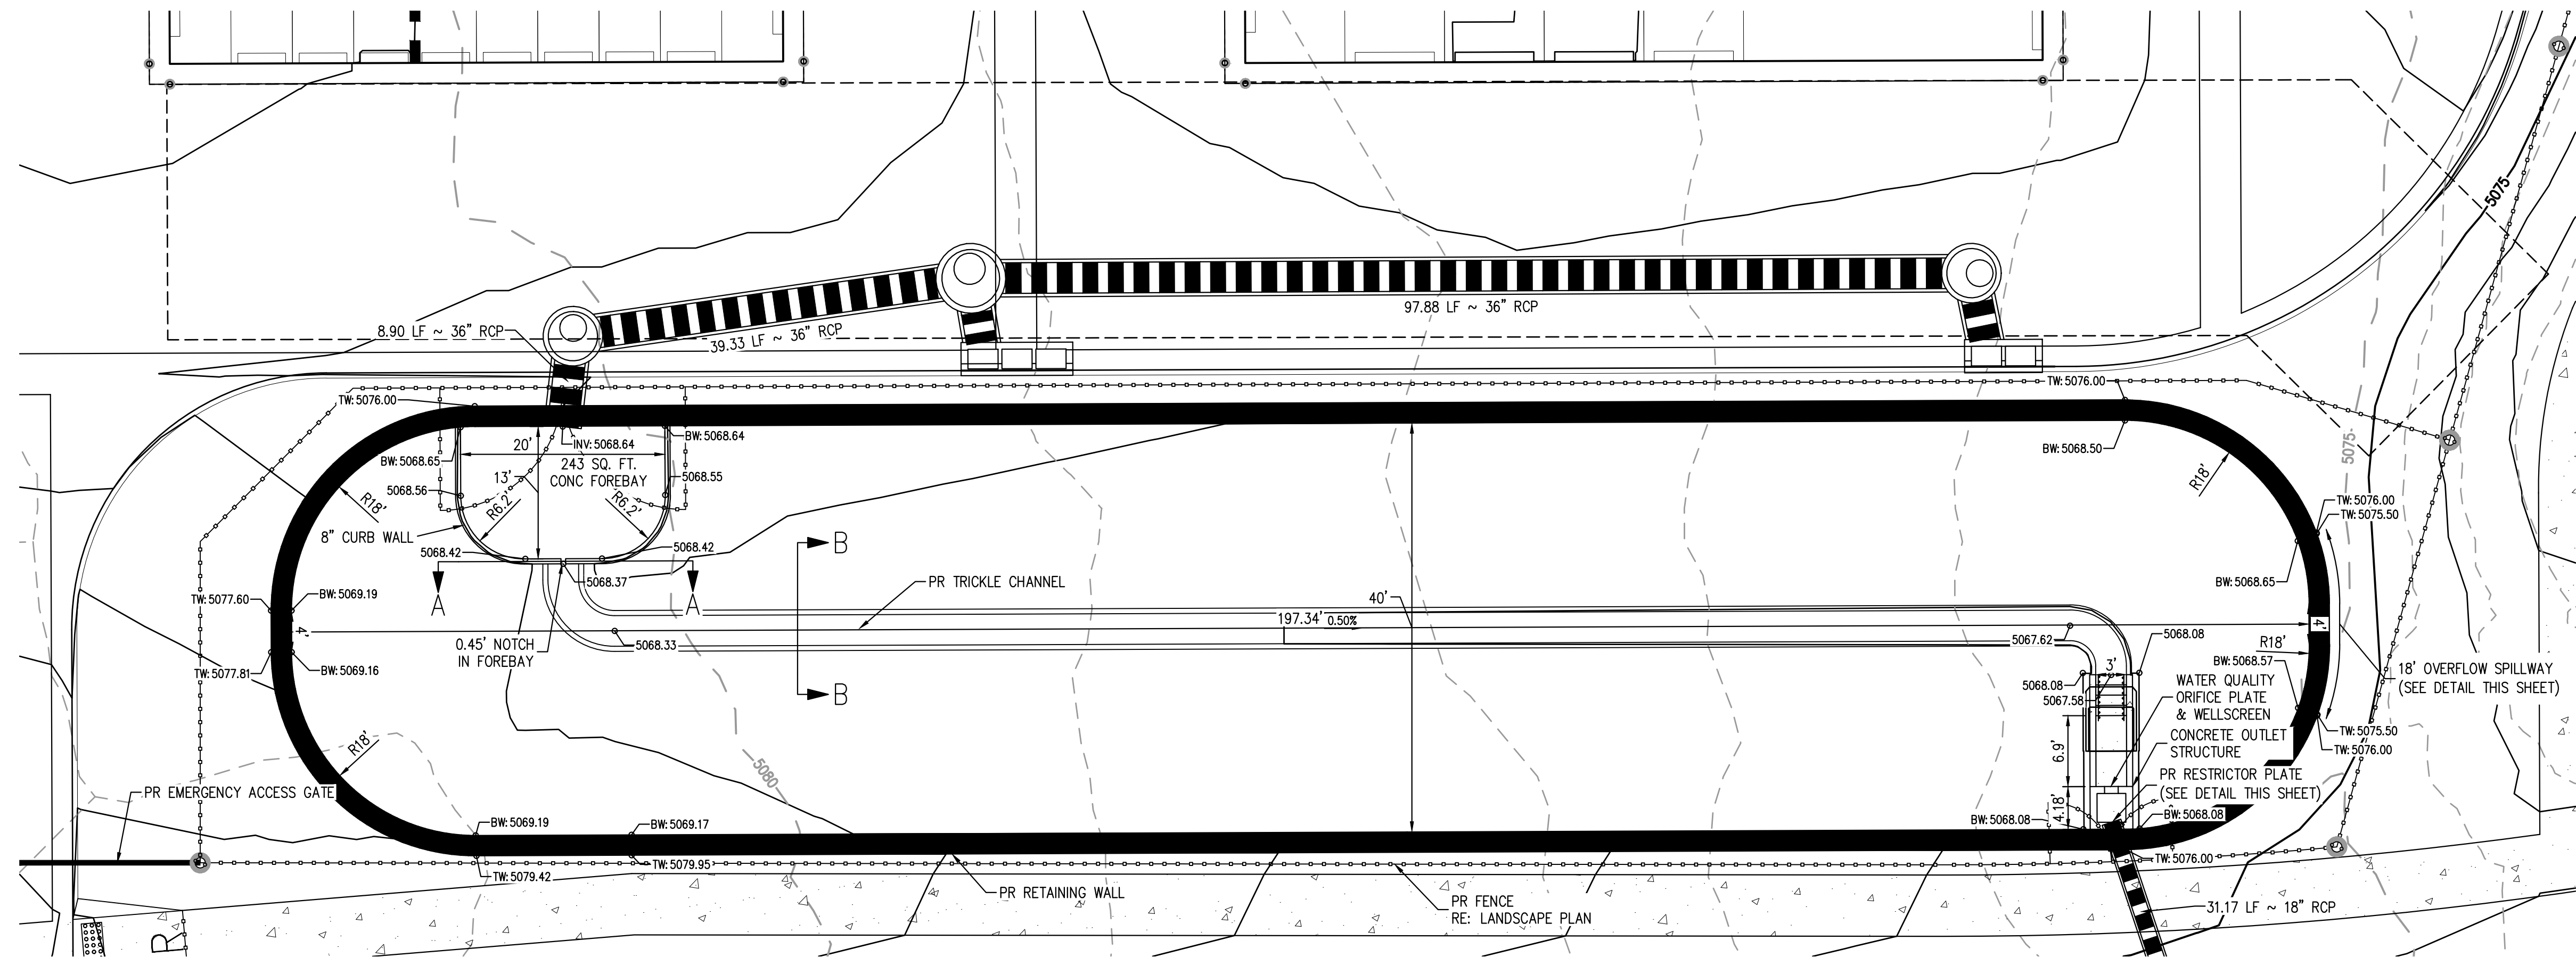 5075
8.90 LF ~ 36" RCP
39.33 LF ~ 36" RCP
97.88 LF ~ 36" RCP
TW: 5076.00
TW: 5076.00
INV: 5068.64
BW: 5068.64
20'
BW: 5068.65
243 SQ. FT.
CONC FOREBAY
13'
5068.56
5068.55
R6.2'
R6.2'
R18'
8" CURB WALL
5068.42
5068.42
5068.37
A
A
B
B
BW: 5068.50
5075
R18'
TW: 5076.00
TW: 5075.50
BW: 5068.65
TW: 5077.60
BW: 5069.19
4'
TW: 5077.81
BW: 5069.16
0.45' NOTCH
IN FOREBAY
5068.33
PR TRICKLE CHANNEL
40'
197.34'
0.50%
5067.62
5068.08
4'
R18'
BW: 5068.57
3'
5068.08
5067.58
WATER QUALITY
ORIFICE PLATE
& WELLSCREEN
18' OVERFLOW SPILLWAY
(SEE DETAIL THIS SHEET)
TW: 5075.50
TW: 5076.00
CONCRETE OUTLET
STRUCTURE
6.9'
PR RESTRICTOR PLATE
(SEE DETAIL THIS SHEET)
4.18'
BW: 5068.08
BW: 5068.08
TW: 5076.00
R18'
5080
PR EMERGENCY ACCESS GATE
BW: 5069.19
BW: 5069.17
TW: 5079.95
TW: 5079.42
PR RETAINING WALL
PR FENCE
RE: LANDSCAPE PLAN
31.17 LF ~ 18" RCP
R